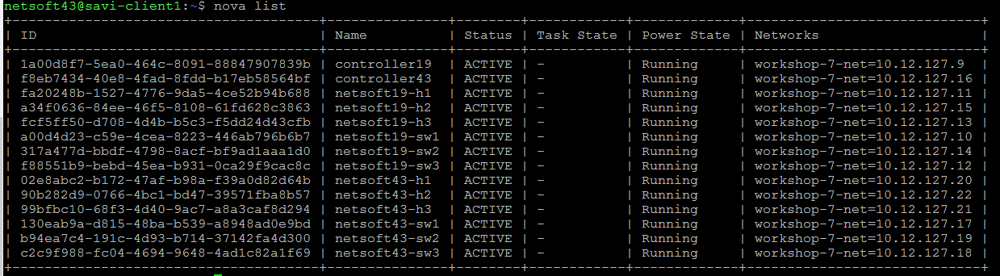 netsoft43@savi-client1:~$ nova list
+--------------------------------------+---------------+--------+------------+-------------+-----------------------------+
| ID                                   | Name          | Status | Task State | Power State | Networks                    |
+--------------------------------------+---------------+--------+------------+-------------+-----------------------------+
| 1a00d8f7-5ea0-464c-8091-88847907839b | controller19  | ACTIVE | -          | Running     | workshop-7-net=10.12.127.9  |
| f8eb7434-40e8-4fad-8fdd-b17eb58564bf | controller43  | ACTIVE | -          | Running     | workshop-7-net=10.12.127.16 |
| fa20248b-1527-4776-9da5-4ce52b94b688 | netsoft19-h1  | ACTIVE | -          | Running     | workshop-7-net=10.12.127.11 |
| a34f0636-84ee-46f5-8108-61fd628c3863 | netsoft19-h2  | ACTIVE | -          | Running     | workshop-7-net=10.12.127.15 |
| fcf5ff50-d708-4d4b-b5c3-f5dd24d43cfb | netsoft19-h3  | ACTIVE | -          | Running     | workshop-7-net=10.12.127.13 |
| a00d4d23-c59e-4cea-8223-446ab796b6b7 | netsoft19-sw1 | ACTIVE | -          | Running     | workshop-7-net=10.12.127.10 |
| 317a477d-bbdf-4798-8acf-bf9ad1aaa1d0 | netsoft19-sw2 | ACTIVE | -          | Running     | workshop-7-net=10.12.127.14 |
| f88551b9-bebd-45ea-b931-0ca29f9cac8c | netsoft19-sw3 | ACTIVE | -          | Running     | workshop-7-net=10.12.127.12 |
| 02e8abc2-b172-47af-b98a-f39a0d82d64b | netsoft43-h1  | ACTIVE | -          | Running     | workshop-7-net=10.12.127.20 |
| 90b282d9-0766-4bc1-bd47-39571fba8b57 | netsoft43-h2  | ACTIVE | -          | Running     | workshop-7-net=10.12.127.22 |
| 99bfbc10-68f3-4d40-9ac7-a8a3caf8d294 | netsoft43-h3  | ACTIVE | -          | Running     | workshop-7-net=10.12.127.21 |
| 130eab9a-d815-48ba-b539-a8948ad0e9bd | netsoft43-sw1 | ACTIVE | -          | Running     | workshop-7-net=10.12.127.17 |
| b94ea7c4-191c-4d93-b714-37142fa4d300 | netsoft43-sw2 | ACTIVE | -          | Running     | workshop-7-net=10.12.127.19 |
| c2c9f988-fc04-4694-9648-4ad1c82a1f69 | netsoft43-sw3 | ACTIVE | -          | Running     | workshop-7-net=10.12.127.18 |
+--------------------------------------+---------------+--------+------------+-------------+-----------------------------+